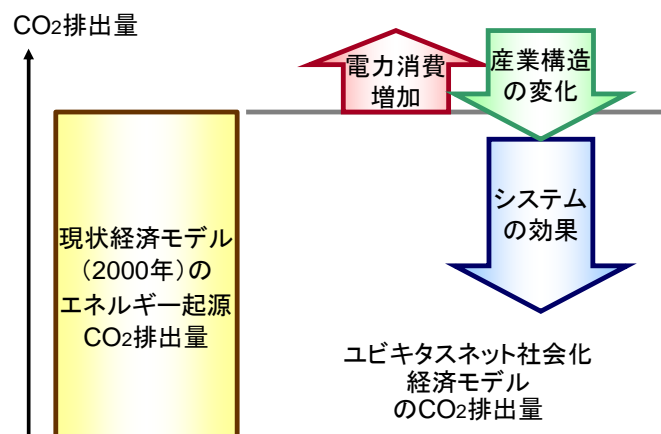 CO2排出量
電力消費
増加
産業構造
の変化
システム
の効果
現状経済モデル
(2000年)の
エネルギー起源
CO2排出量
ユビキタスネット社会化
経済モデル
のCO2排出量